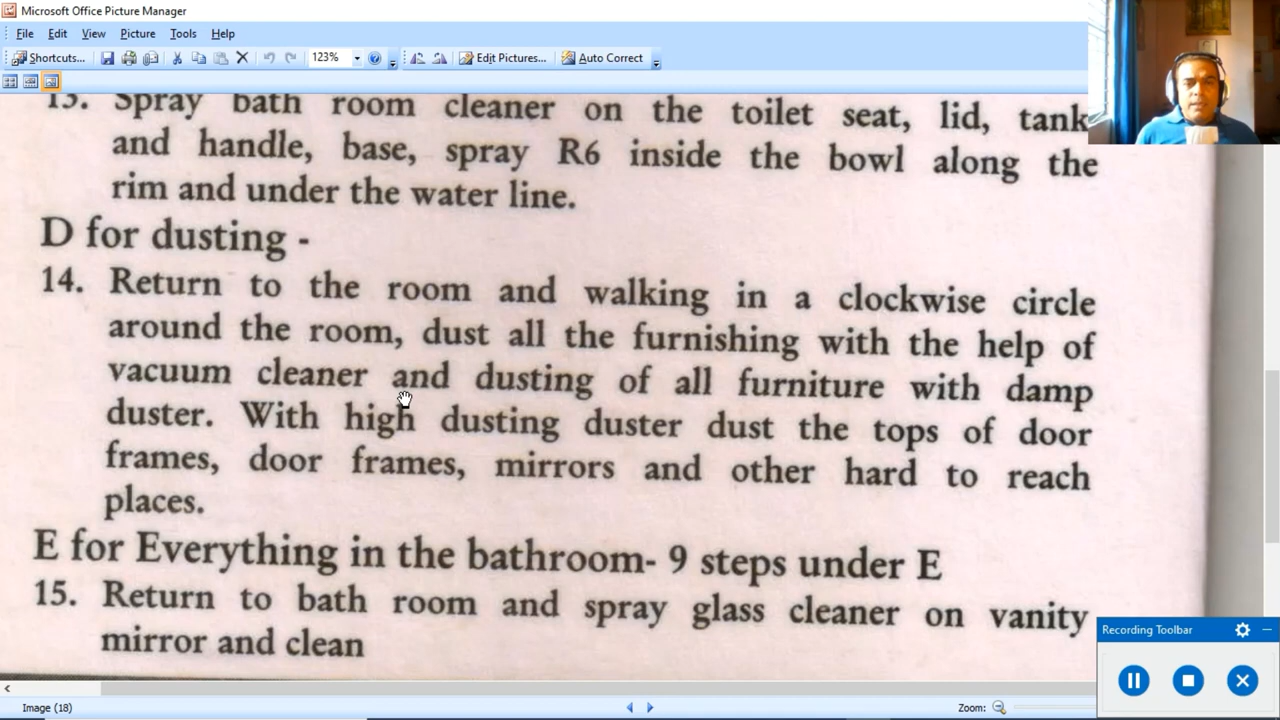 Microsoft Office Picture Manager
File Edit View Picture Tools Help
Shortcuts... 123% Edit Pictures... Auto Correct
13. Spray bath room cleaner on the toilet seat, lid, tank
and handle, base, spray R6 inside the bowl along the
rim and under the water line.
D for dusting -
14. Return to the room and walking in a clockwise circle
around the room, dust all the furnishing with the help of
vacuum cleaner and dusting of all furniture with damp
duster. With high dusting duster dust the tops of door
frames, door frames, mirrors and other hard to reach
places.
E for Everything in the bathroom- 9 steps under E
15. Return to bath room and spray glass cleaner on vanity
mirror and clean
Recording Toolbar
Image (18) Zoom: